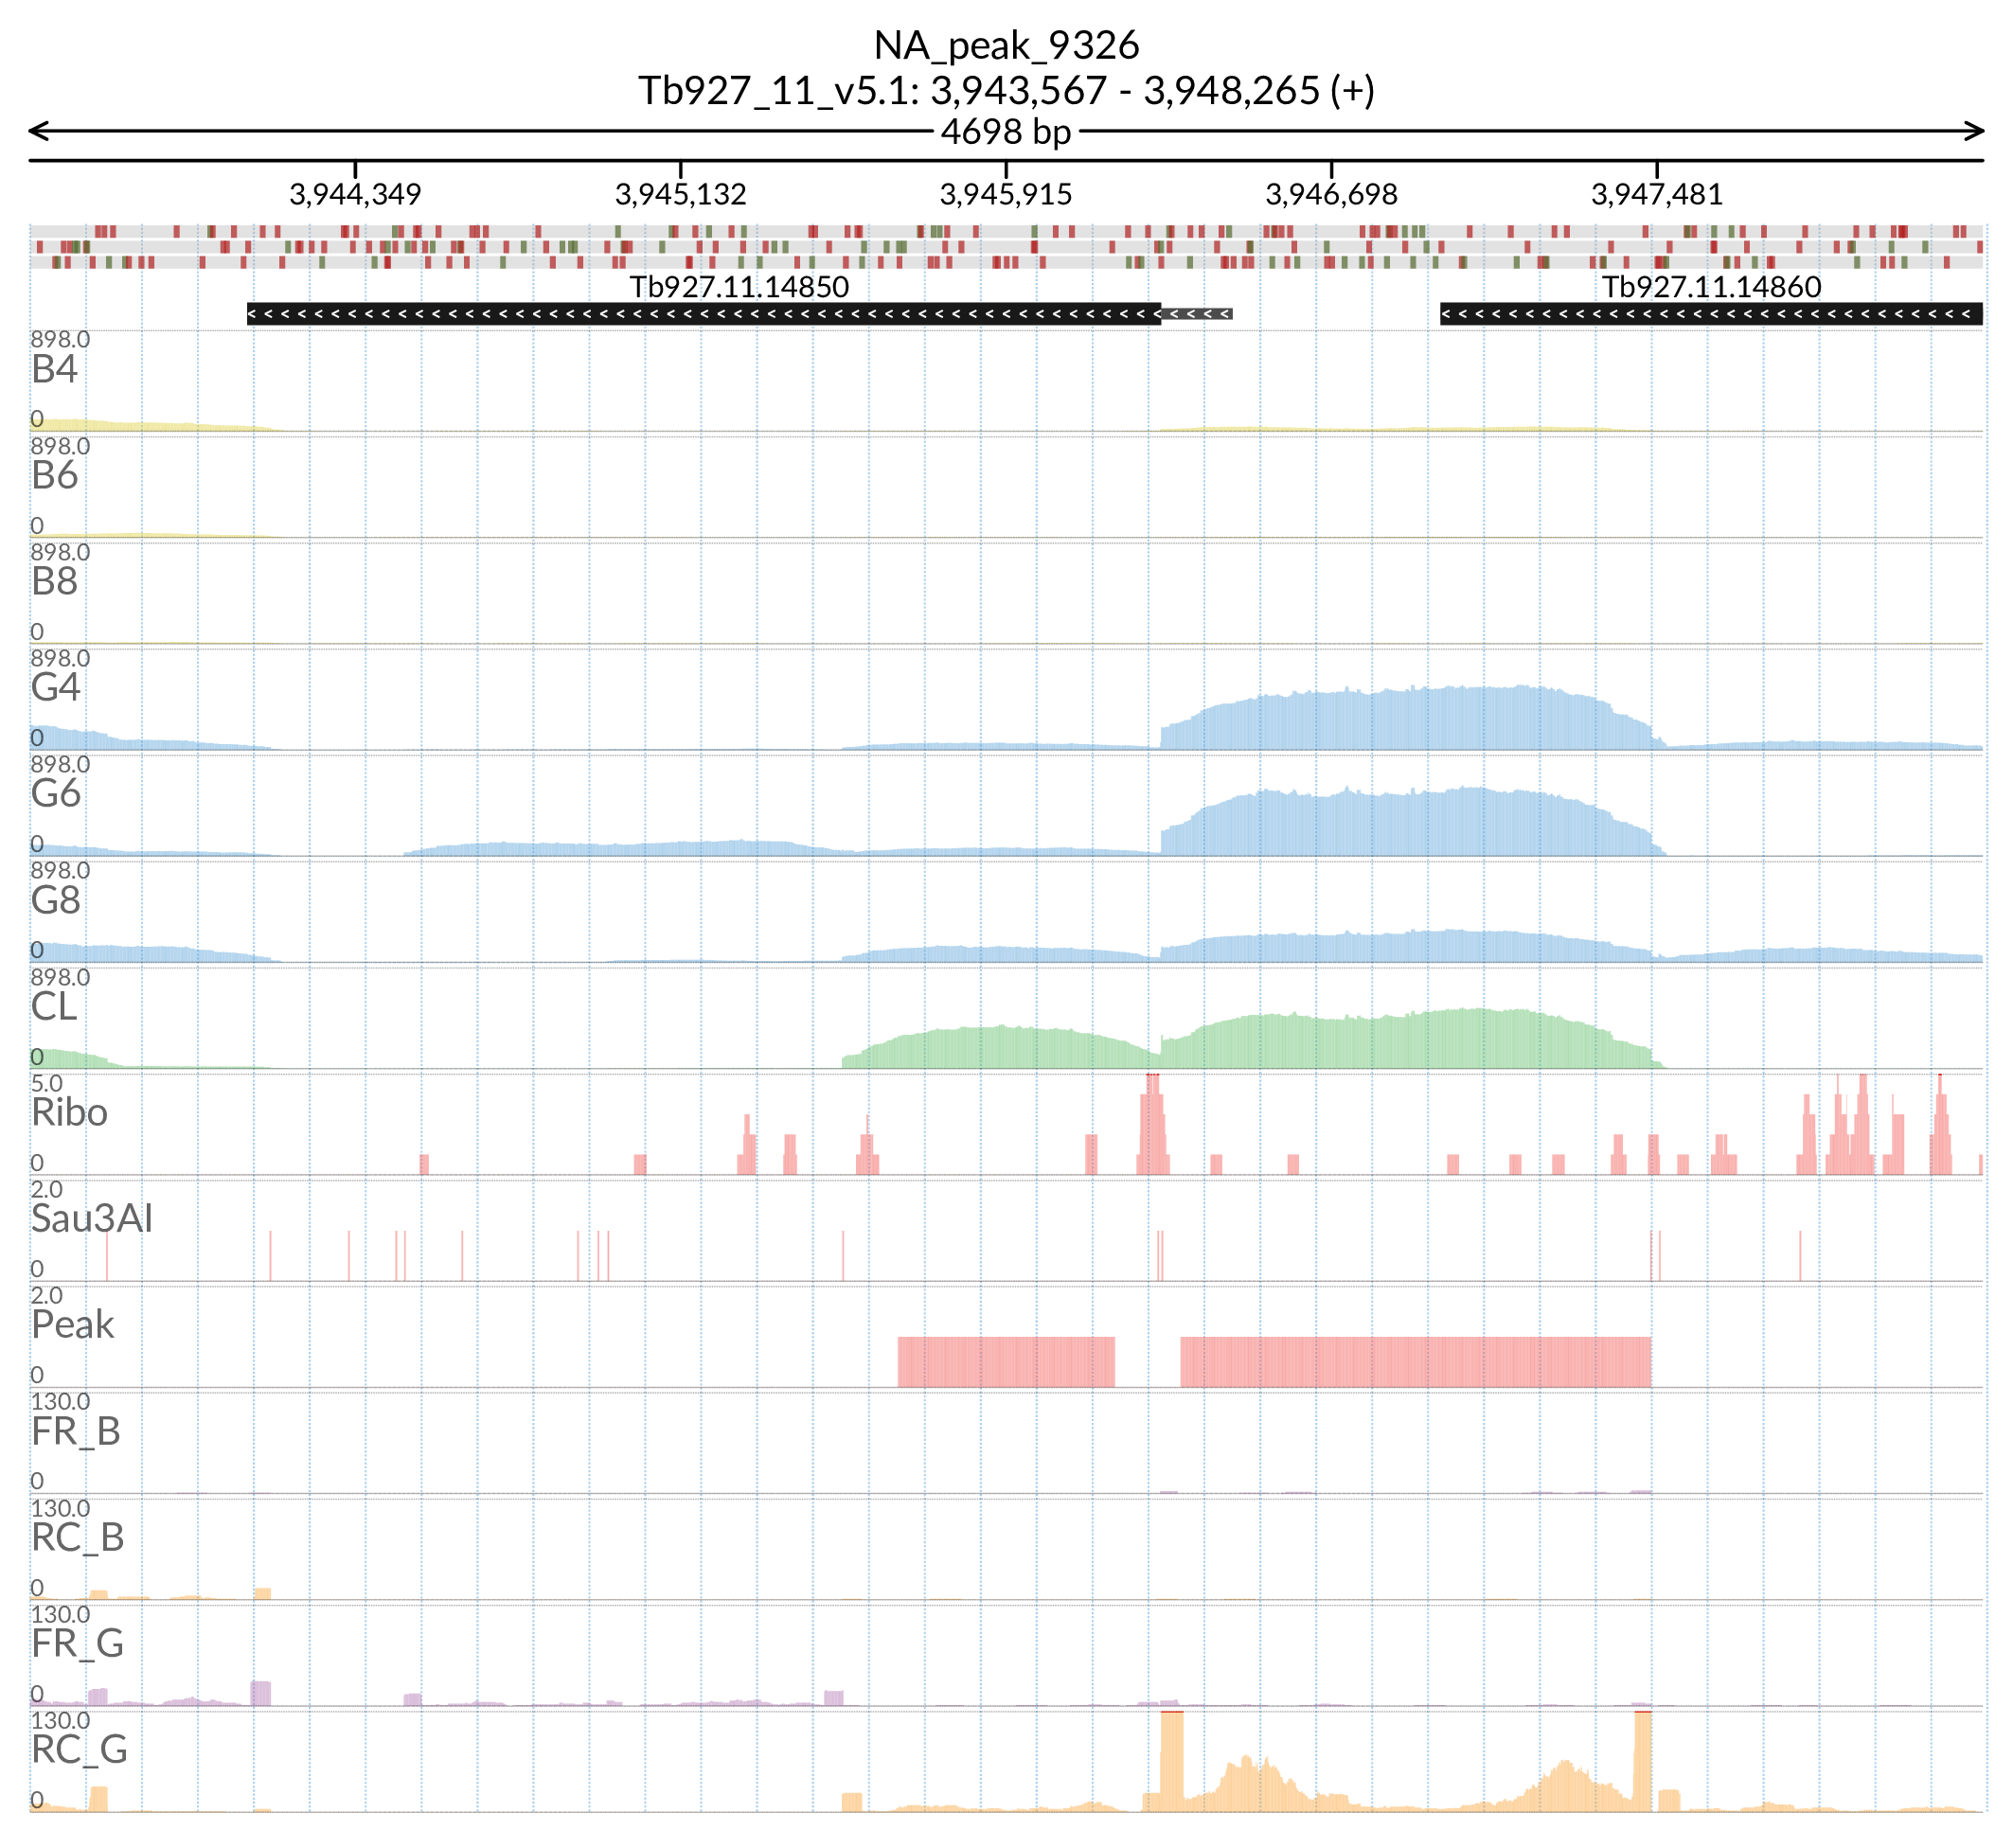 NA_peak_9326
Tb927_11_v5.1: 3,943,567 - 3,948,265 (+)
4698 bp
3,944,349 3,945,132 3,945,915 3,946,698 3,947,481
Tb927.11.14850 Tb927.11.14860
898.0
B4
0
898.0
B6
0
898.0
B8
0
898.0
G4
0
898.0
G6
0
898.0
G8
0
898.0
CL
0
5.0
Ribo
0
2.0
Sau3AI
0
2.0
Peak
0
130.0
FR_B
0
130.0
RC_B
0
130.0
FR_G
0
130.0
RC_G
0